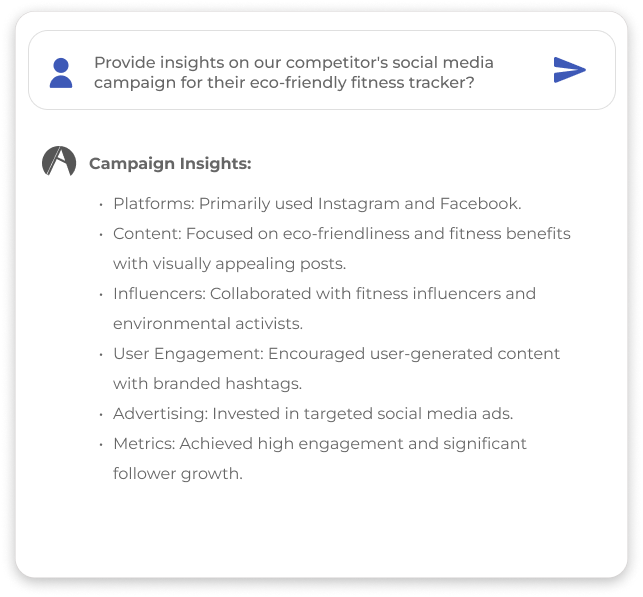 Provide insights on our competitor's social media
campaign for their eco-friendly fitness tracker?
Campaign Insights:
• Platforms: Primarily used Instagram and Facebook.
• Content: Focused on eco-friendliness and fitness benefits
with visually appealing posts.
• Influencers: Collaborated with fitness influencers and
environmental activists.
• User Engagement: Encouraged user-generated content
with branded hashtags.
• Advertising: Invested in targeted social media ads.
• Metrics: Achieved high engagement and significant
follower growth.